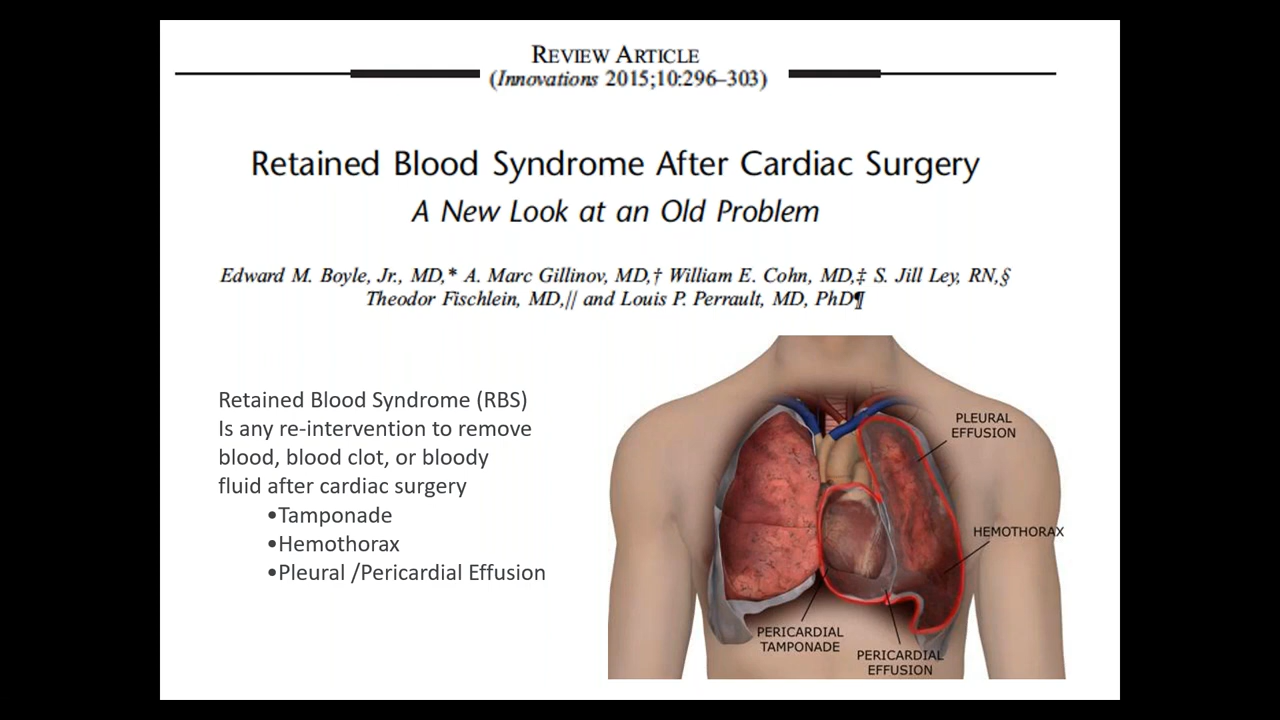 REVIEW ARTICLE
(Innovations 2015;10:296–303)
Retained Blood Syndrome After Cardiac Surgery
A New Look at an Old Problem
Edward M. Boyle, Jr., MD,* A. Marc Gillinov, MD,† William E. Cohn, MD,‡ S. Jill Ley, RN,§
Theodor Fischlein, MD,|| and Louis P. Perrault, MD, PhD¶
Retained Blood Syndrome (RBS)
Is any re-intervention to remove
blood, blood clot, or bloody
fluid after cardiac surgery
•Tamponade
•Hemothorax
•Pleural /Pericardial Effusion
PLEURAL
EFFUSION
HEMOTHORAX
PERICARDIAL
TAMPONADE
PERICARDIAL
EFFUSION